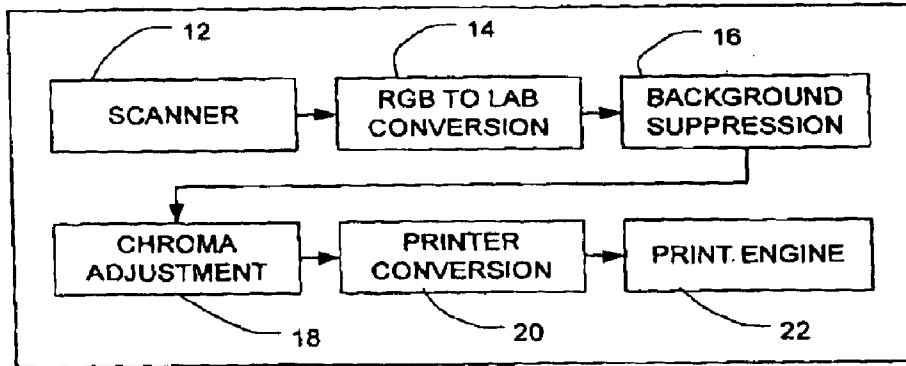 12
14
16
SCANNER
RGB TO LAB
CONVERSION
BACKGROUND
SUPPRESSION
CHROMA
ADJUSTMENT
PRINTER
CONVERSION
PRINT. ENGINE
18
20
22